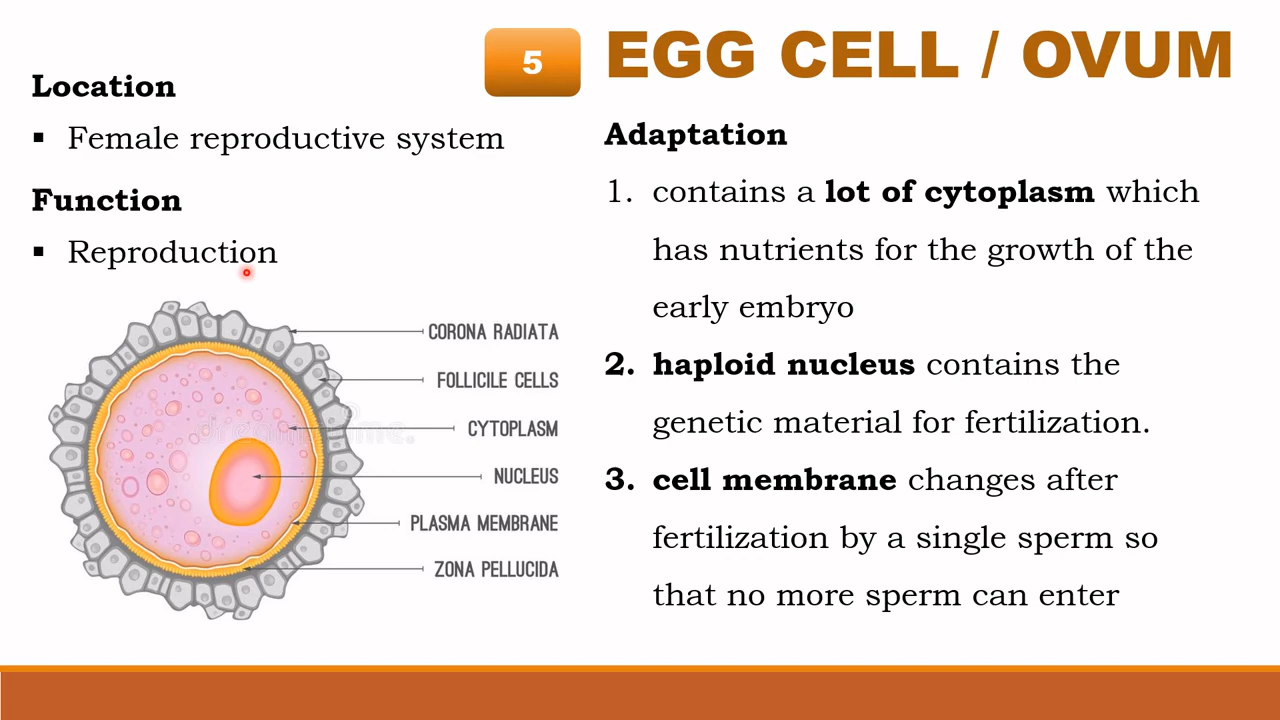 5
EGG CELL / OVUM
Location
▪ Female reproductive system
Function
▪ Reproduction
CORONA RADIATA
FOLLICILE CELLS
CYTOPLASM
NUCLEUS
PLASMA MEMBRANE
ZONA PELLUCIDA
Adaptation
1. contains a lot of cytoplasm which
has nutrients for the growth of the
early embryo
2. haploid nucleus contains the
genetic material for fertilization.
3. cell membrane changes after
fertilization by a single sperm so
that no more sperm can enter